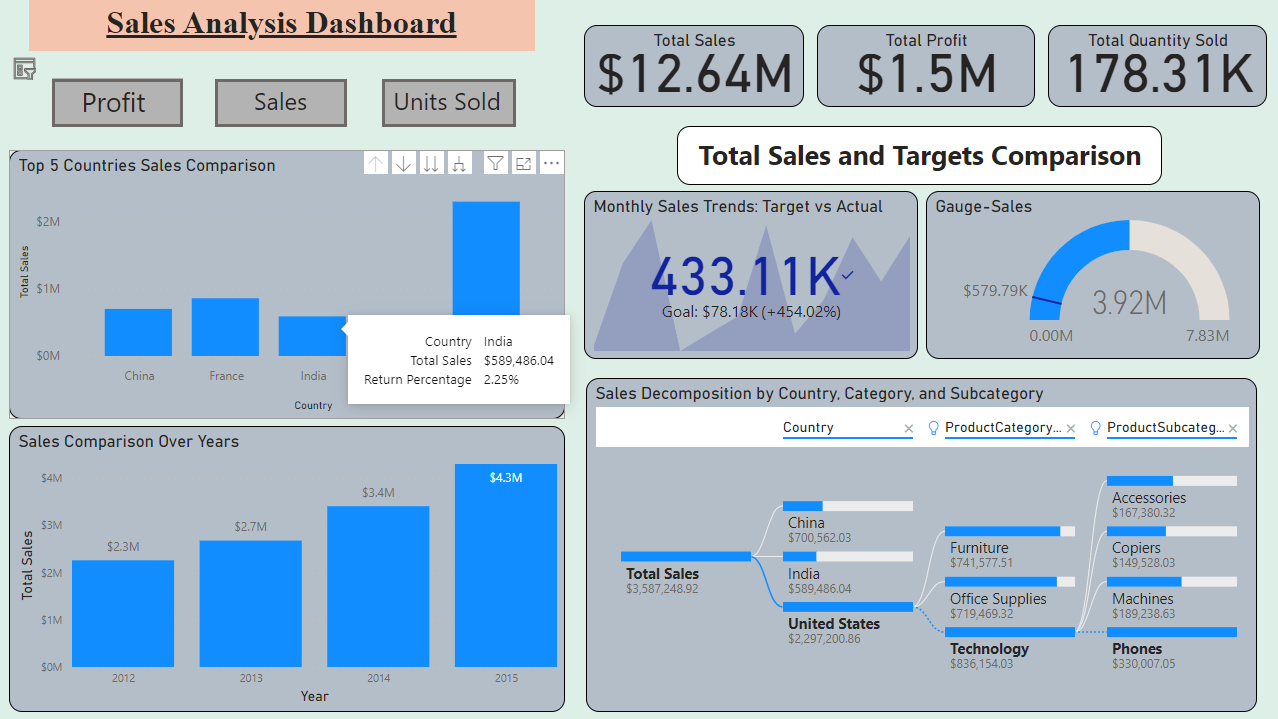 Sales Analysis Dashboard
Profit
Sales
Units Sold
Total Sales
$12.64M
Total Profit
$1.5M
Total Quantity Sold
178.31K
Total Sales and Targets Comparison
Top 5 Countries Sales Comparison
Total Sales
$2M
$1M
$0M
China
France
India
Country
Country India
Total Sales $589,486.04
Return Percentage 2.25%
Monthly Sales Trends: Target vs Actual
433.11K
Goal: $78.18K (+454.02%)
Gauge-Sales
$579.79K
3.92M
0.00M
7.83M
Sales Comparison Over Years
Total Sales
$4M
$3M
$2M
$1M
$0M
$2.3M
$2.7M
$3.4M
$4.3M
2012
2013
2014
2015
Year
Sales Decomposition by Country, Category, and Subcategory
Country
ProductCategory...
ProductSubcateg...
Total Sales
$3,587,248.92
China
$700,562.03
India
$589,486.04
United States
$2,297,200.86
Furniture
$741,577.51
Office Supplies
$719,469.32
Technology
$836,154.03
Accessories
$167,380.32
Copiers
$149,528.03
Machines
$189,238.63
Phones
$330,007.05